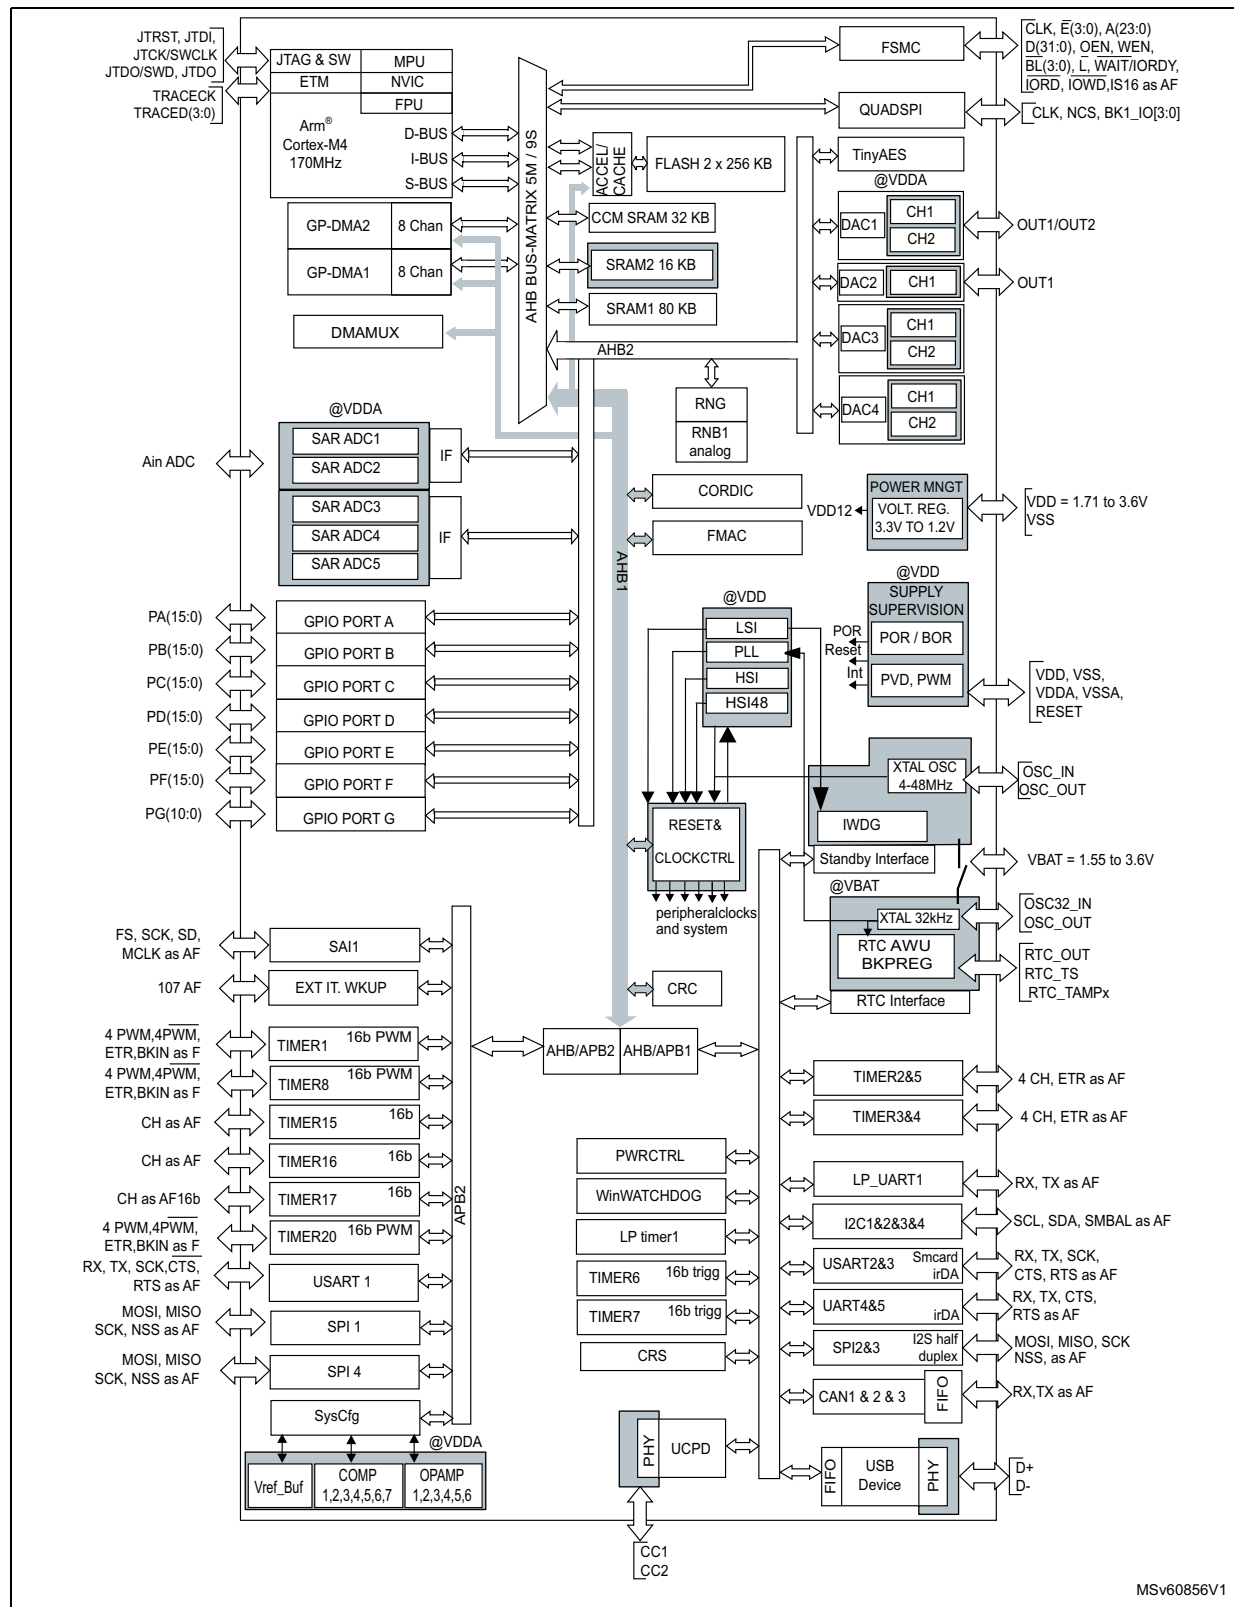 JTRST, JTDI,
JTCK/SWCLK
JTDO/SWD, JTDO
TRACECK
TRACED(3:0)
JTAG & SW
MPU
ETM
NVIC
FPU
Arm®
Cortex-M4
170MHz
D-BUS
I-BUS
S-BUS
GP-DMA2
8 Chan
GP-DMA1
8 Chan
DMAMUX
AHB BUS-MATRIX 5M / 9S
ACCEL/
CACHE
FLASH 2 x 256 KB
CCM SRAM 32 KB
SRAM2 16 KB
SRAM1 80 KB
AHB2
RNG
RNB1
analog
FSMC
CLK, E(3:0), A(23:0)
D(31:0), OEN, WEN,
BL(3:0), L, WAIT/IORDY,
IORD, IOWD,IS16 as AF
QUADSPI
CLK, NCS, BK1_IO[3:0]
TinyAES
@VDDA
DAC1
CH1
CH2
OUT1/OUT2
DAC2
CH1
OUT1
DAC3
CH1
CH2
DAC4
CH1
CH2
@VDDA
Ain ADC
SAR ADC1
SAR ADC2
IF
SAR ADC3
SAR ADC4
SAR ADC5
IF
CORDIC
FMAC
AHB1
POWER MNGT
VDD12
VOLT. REG.
3.3V TO 1.2V
VDD = 1.71 to 3.6V
VSS
@VDD
SUPPLY
SUPERVISION
POR
Reset
Int
POR / BOR
PVD, PWM
VDD, VSS,
VDDA, VSSA,
RESET
@VDD
LSI
PLL
HSI
HSI48
PA(15:0)
GPIO PORT A
PB(15:0)
GPIO PORT B
PC(15:0)
GPIO PORT C
PD(15:0)
GPIO PORT D
PE(15:0)
GPIO PORT E
PF(15:0)
GPIO PORT F
PG(10:0)
GPIO PORT G
RESET&
CLOCKCTRL
peripheralclocks
and system
XTAL OSC
4-48MHz
OSC_IN
OSC_OUT
IWDG
Standby Interface
VBAT = 1.55 to 3.6V
@VBAT
XTAL 32kHz
OSC32_IN
OSC_OUT
RTC AWU
BKPREG
RTC_OUT
RTC_TS
RTC_TAMPx
RTC Interface
CRC
AHB/APB2
AHB/APB1
FS, SCK, SD,
MCLK as AF
SAI1
107 AF
EXT IT. WKUP
4 PWM,4PWM,
ETR,BKIN as F
TIMER1
16b PWM
4 PWM,4PWM,
ETR,BKIN as F
TIMER8
16b PWM
CH as AF
TIMER15
16b
CH as AF
TIMER16
16b
CH as AF16b
TIMER17
16b
4 PWM,4PWM,
ETR,BKIN as F
TIMER20
16b PWM
RX, TX, SCK,CTS,
RTS as AF
USART 1
MOSI, MISO
SCK, NSS as AF
SPI 1
MOSI, MISO
SCK, NSS as AF
SPI 4
SysCfg
APB2
@VDDA
Vref_Buf
COMP
1,2,3,4,5,6,7
OPAMP
1,2,3,4,5,6
PWRCTRL
WinWATCHDOG
LP timer1
TIMER6
16b trigg
TIMER7
16b trigg
CRS
PHY
UCPD
CC1
CC2
TIMER2&5
4 CH, ETR as AF
TIMER3&4
4 CH, ETR as AF
LP_UART1
RX, TX as AF
I2C1&2&3&4
SCL, SDA, SMBAL as AF
USART2&3
Smcard
irDA
RX, TX, SCK,
CTS, RTS as AF
UART4&5
irDA
RX, TX, CTS,
RTS as AF
SPI2&3
I2S half
duplex
MOSI, MISO, SCK
NSS, as AF
CAN1 & 2 & 3
FIFO
RX,TX as AF
FIFO
USB
Device
PHY
D+
D-
MSv60856V1